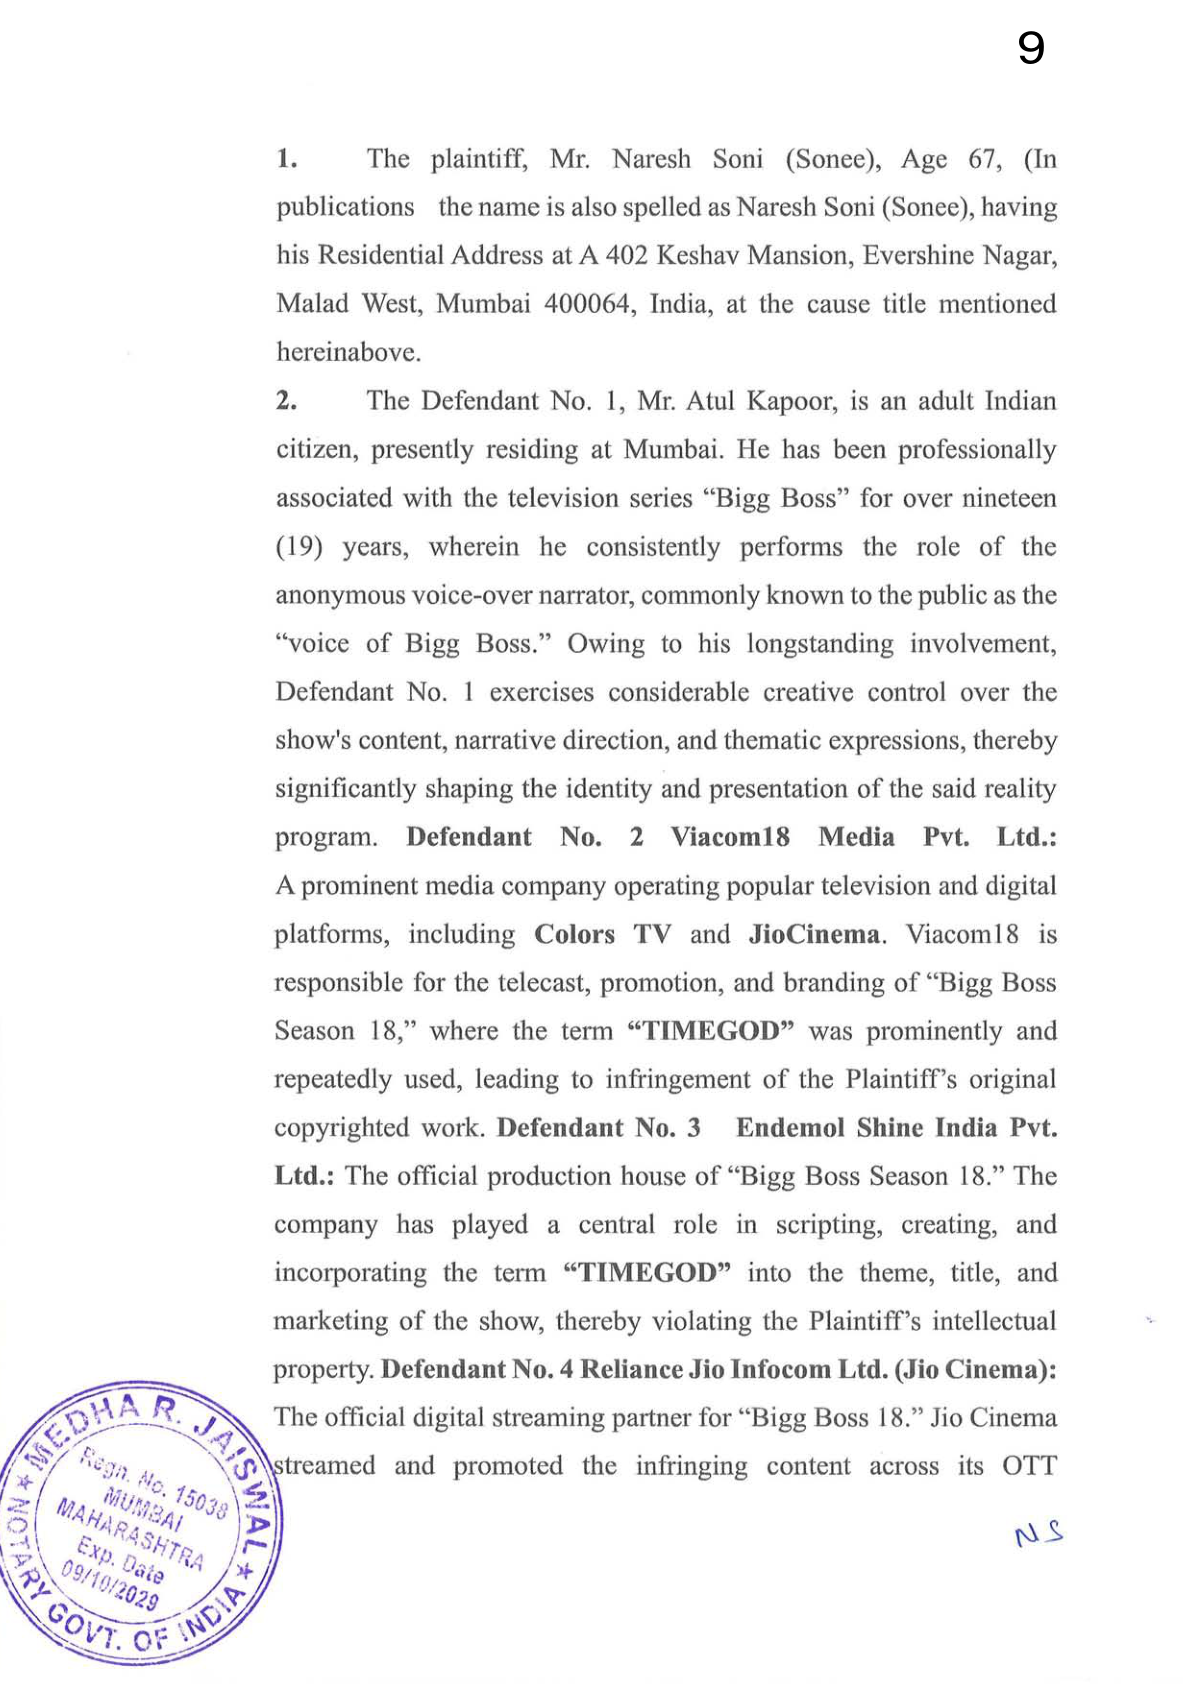 9
1. The plaintiff, Mr. Naresh Soni (Sonee), Age 67, (In
publications the name is also spelled as Naresh Soni (Sonee), having
his Residential Address at A 402 Keshav Mansion, Evershine Nagar,
Malad West, Mumbai 400064, India, at the cause title mentioned
hereinabove.
2. The Defendant No. 1, Mr. Atul Kapoor, is an adult Indian
citizen, presently residing at Mumbai. He has been professionally
associated with the television series “Bigg Boss” for over nineteen
(19) years, wherein he consistently performs the role of the
anonymous voice-over narrator, commonly known to the public as the
“voice of Bigg Boss.” Owing to his longstanding involvement,
Defendant No. 1 exercises considerable creative control over the
show's content, narrative direction, and thematic expressions, thereby
significantly shaping the identity and presentation of the said reality
program. Defendant No. 2 Viacom18 Media Pvt. Ltd.:
A prominent media company operating popular television and digital
platforms, including Colors TV and JioCinema. Viacom18 is
responsible for the telecast, promotion, and branding of “Bigg Boss
Season 18,” where the term “TIMEGOD” was prominently and
repeatedly used, leading to infringement of the Plaintiff’s original
copyrighted work. Defendant No. 3 Endemol Shine India Pvt.
Ltd.: The official production house of “Bigg Boss Season 18.” The
company has played a central role in scripting, creating, and
incorporating the term “TIMEGOD” into the theme, title, and
marketing of the show, thereby violating the Plaintiff’s intellectual
property. Defendant No. 4 Reliance Jio Infocom Ltd. (Jio Cinema):
The official digital streaming partner for “Bigg Boss 18.” Jio Cinema
streamed and promoted the infringing content across its OTT
NS
MEDHA R. JAISWAL
Regn. No. 15038
MUMBAI
MAHARASHTRA
Exp. Date
09/10/2029
NOTARY GOVT. OF INDIA